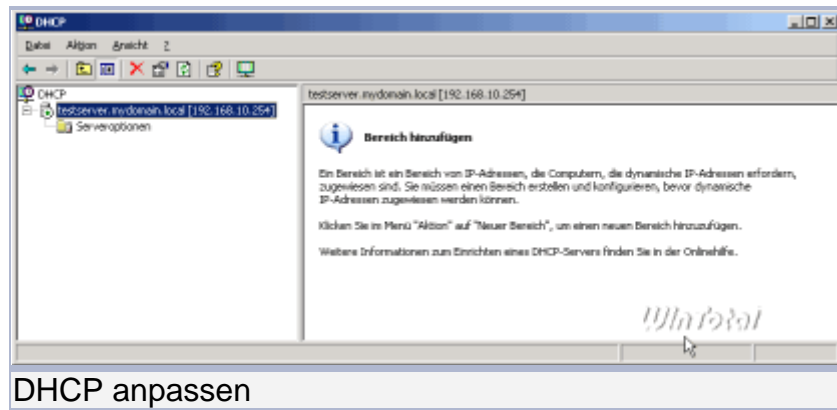 DHCP
Datei Aktion Ansicht ?
DHCP
testserver.mydomain.local [192.168.10.254]
Serveroptionen
testserver.mydomain.local [192.168.10.254]
Bereich hinzufügen
Ein Bereich ist ein Bereich von IP-Adressen, die Computern, die dynamische IP-Adressen erfordern,
zugewiesen sind. Sie müssen einen Bereich erstellen und konfigurieren, bevor dynamische
IP-Adressen zugewiesen werden können.
Klicken Sie im Menü "Aktion" auf "Neuer Bereich", um einen neuen Bereich hinzuzufügen.
Weitere Informationen zum Einrichten eines DHCP-Servers finden Sie in der Onlinehilfe.
WinTotal
DHCP anpassen